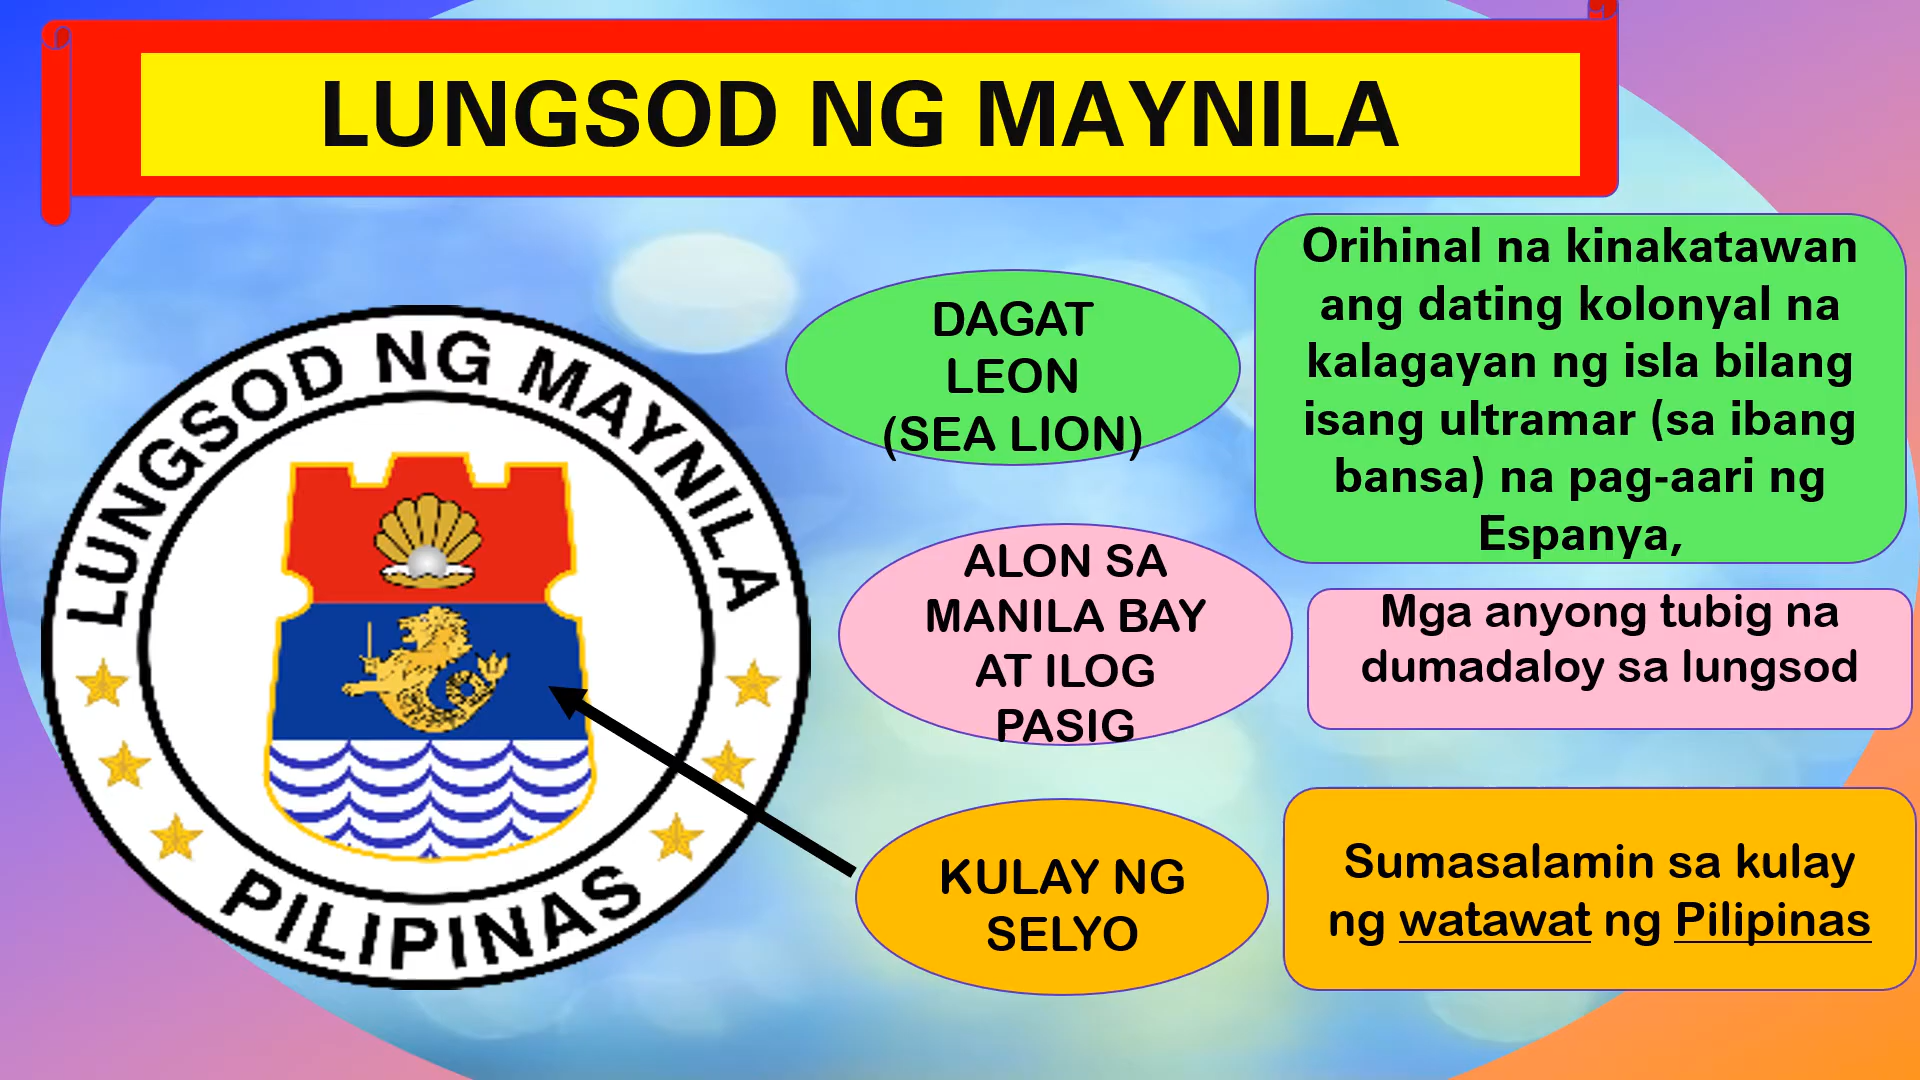 LUNGSOD NG MAYNILA
LUNGSOD NG MAYNILA
PILIPINAS
DAGAT
LEON
(SEA LION)
Orihinal na kinakatawan
ang dating kolonyal na
kalagayan ng isla bilang
isang ultramar (sa ibang
bansa) na pag-aari ng
Espanya,
ALON SA
MANILA BAY
AT ILOG
PASIG
Mga anyong tubig na
dumadaloy sa lungsod
KULAY NG
SELYO
Sumasalamin sa kulay
ng watawat ng Pilipinas